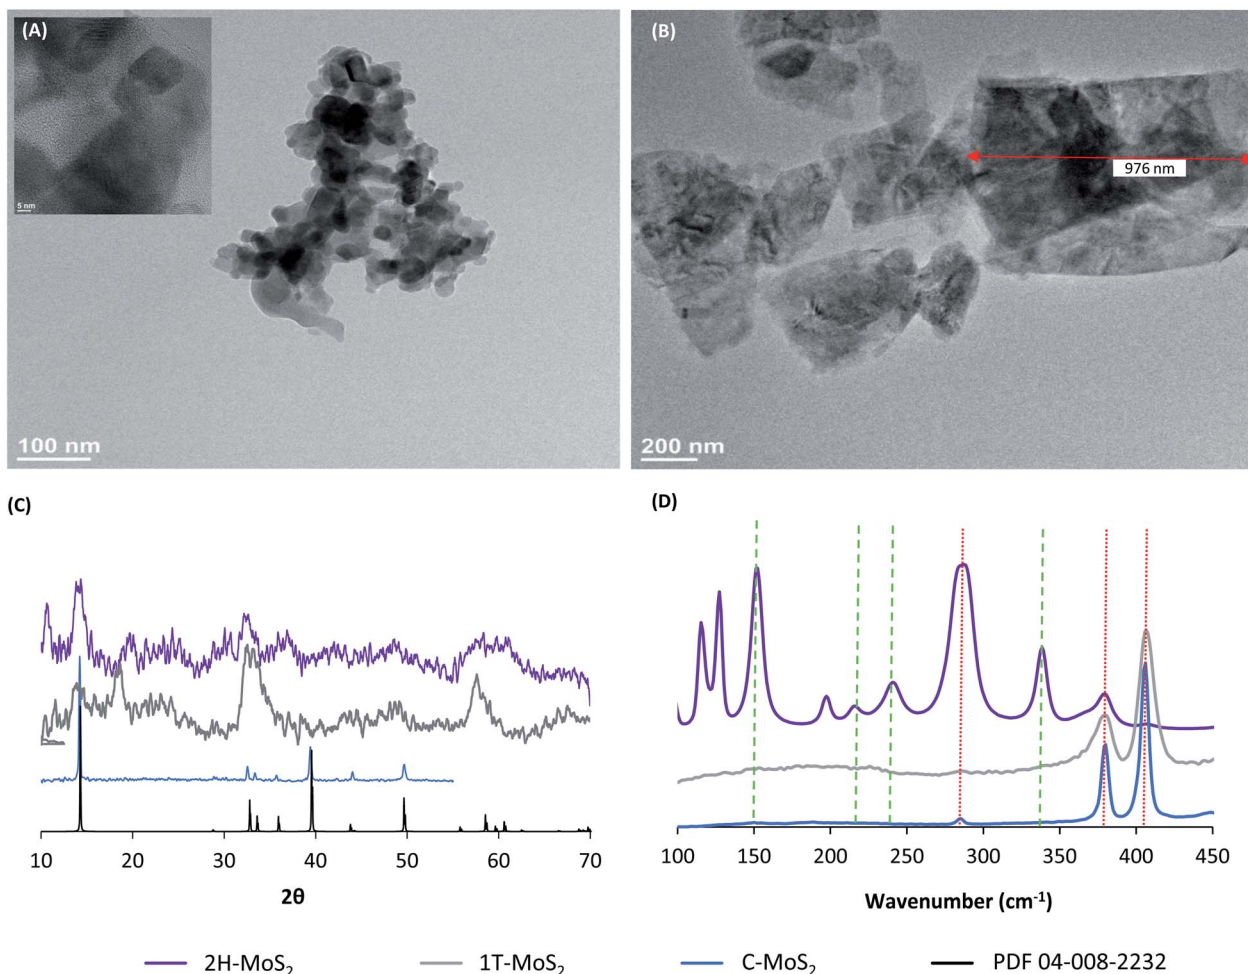 (A)
5 nm
100 nm
(B)
976 nm
200 nm
(C)
10 20 30 40 50 60 70
2θ
(D)
100 150 200 250 300 350 400 450
Wavenumber (cm⁻¹)
2H-MoS₂ 1T-MoS₂ C-MoS₂ PDF 04-008-2232